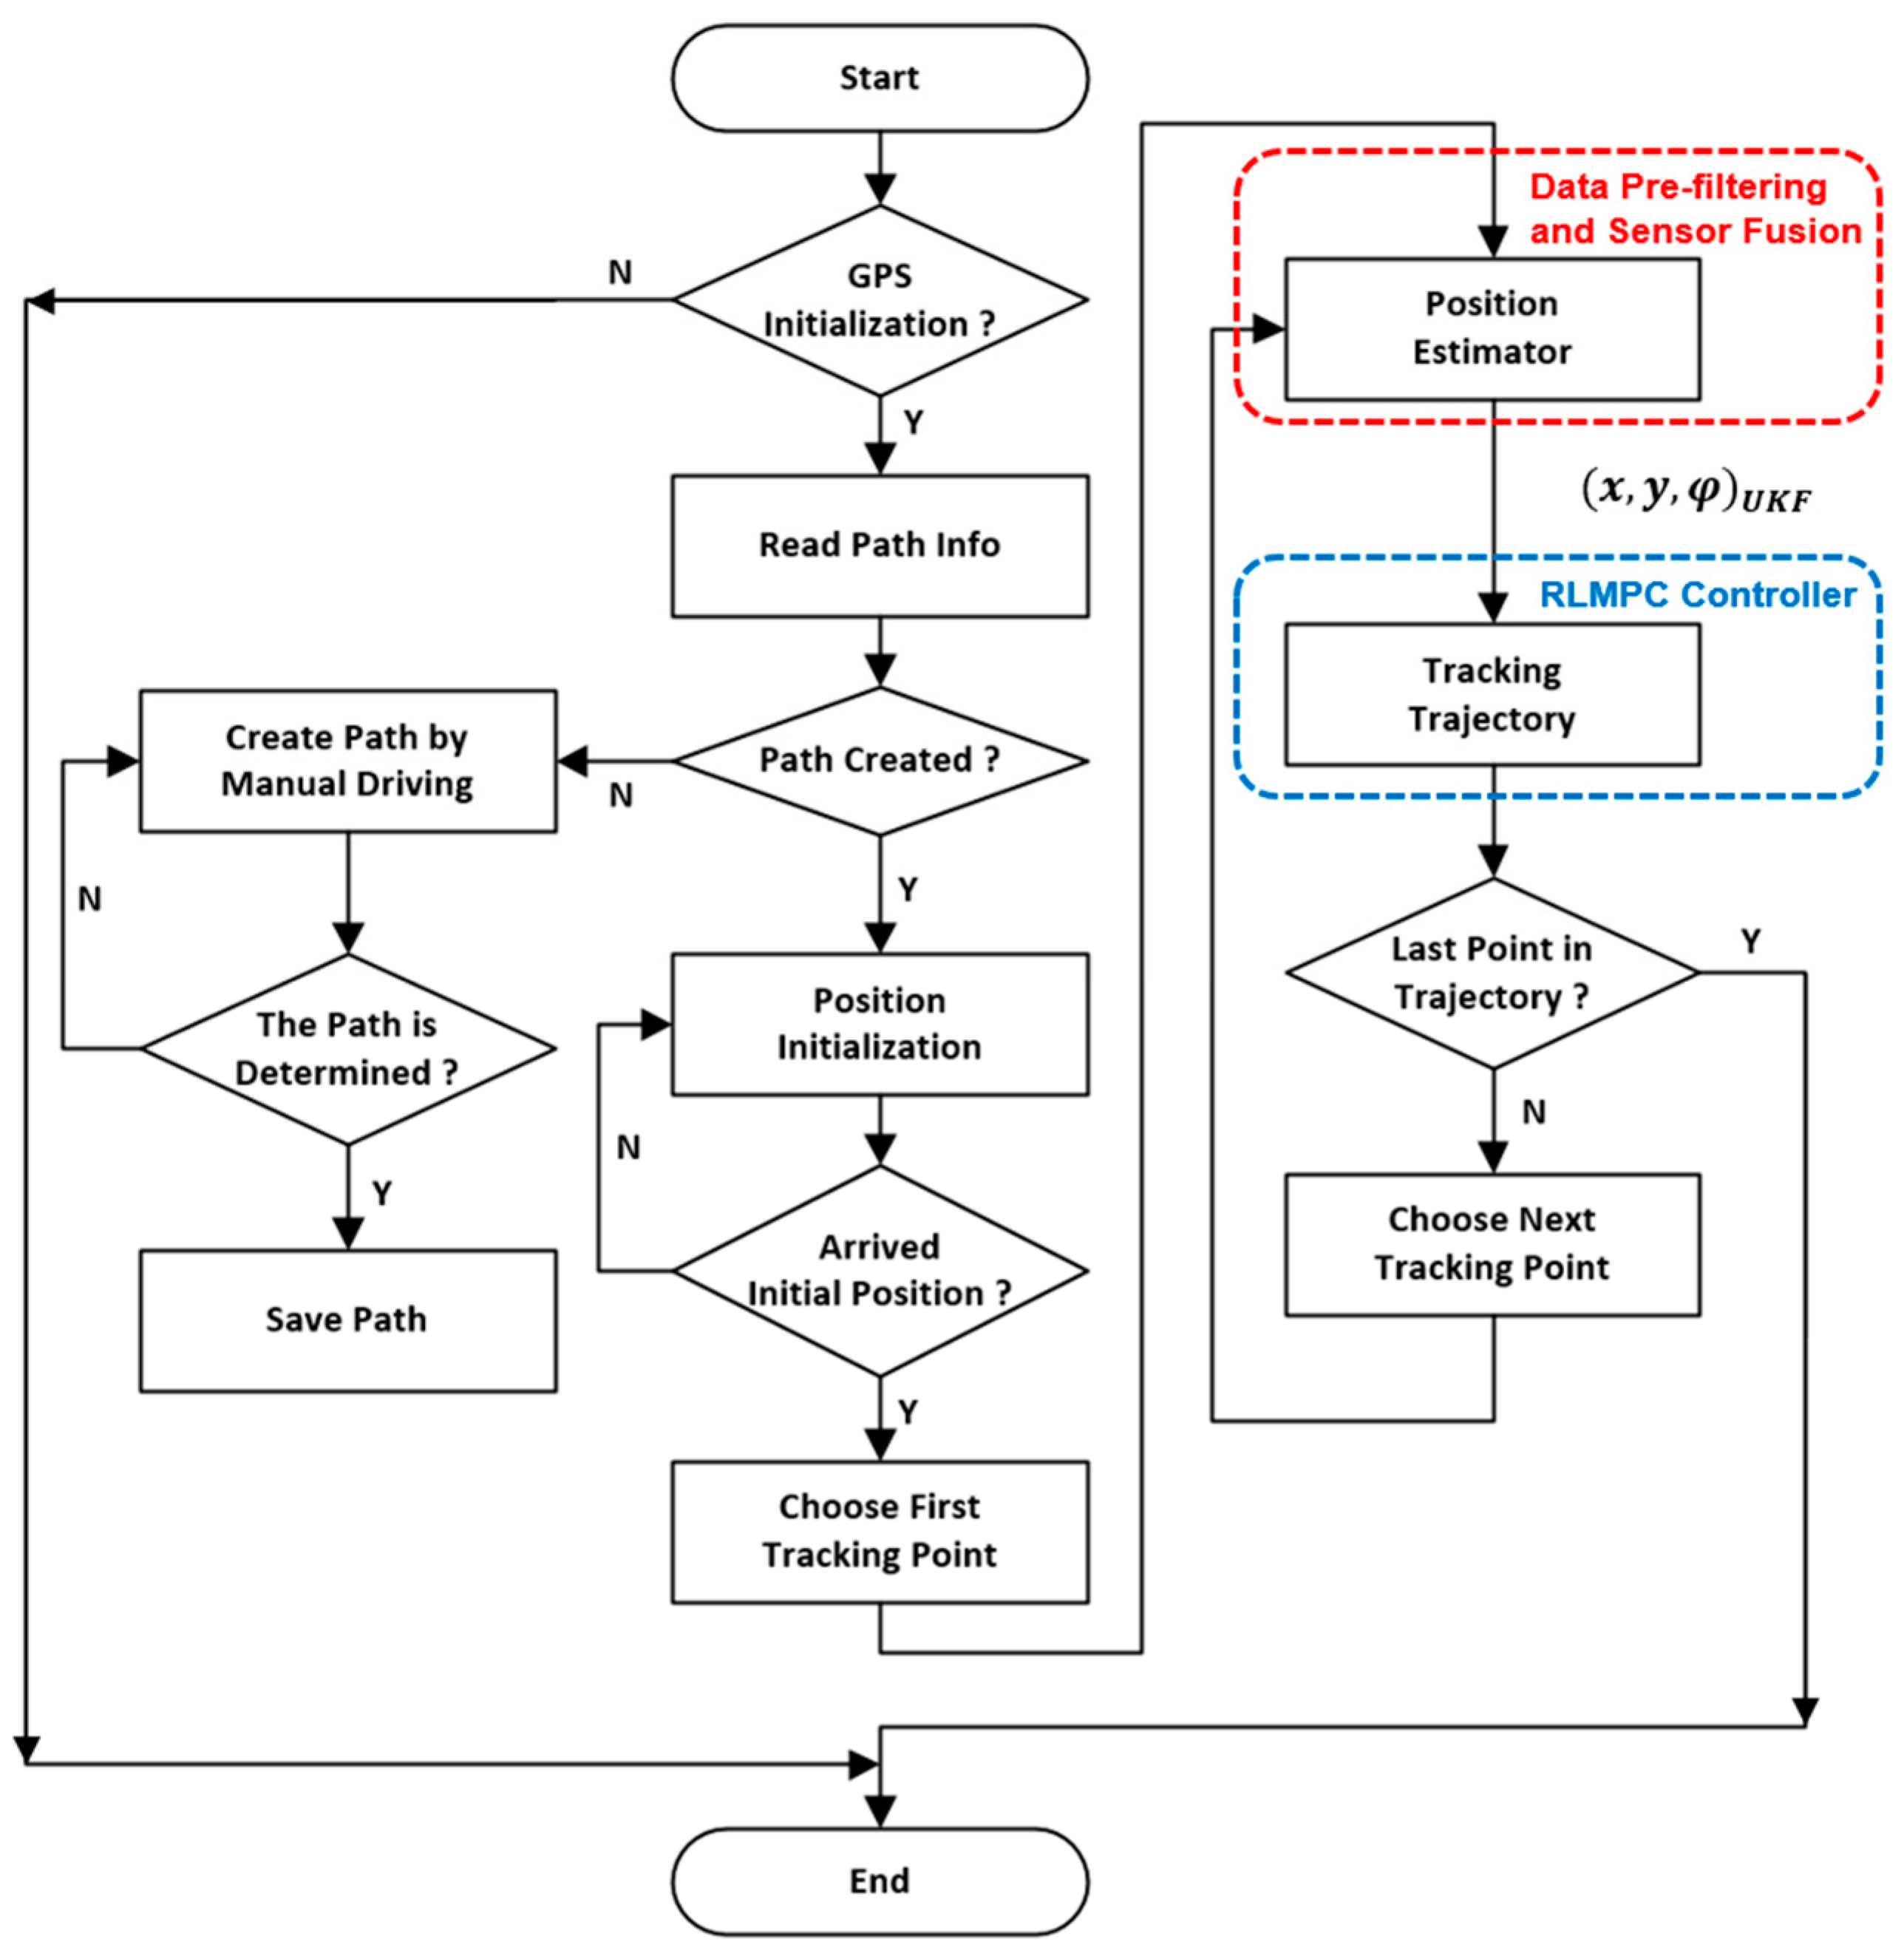 Start
GPS
Initialization ?
N
Y
Read Path Info
Path Created ?
N
Y
Create Path by
Manual Driving
N
The Path is
Determined ?
Y
Save Path
Position
Initialization
N
Arrived
Initial Position ?
Y
Choose First
Tracking Point
Data Pre-filtering
and Sensor Fusion
Position
Estimator
(x, y, φ)UKF
RLMPC Controller
Tracking
Trajectory
Last Point in
Trajectory ?
Y
N
Choose Next
Tracking Point
End